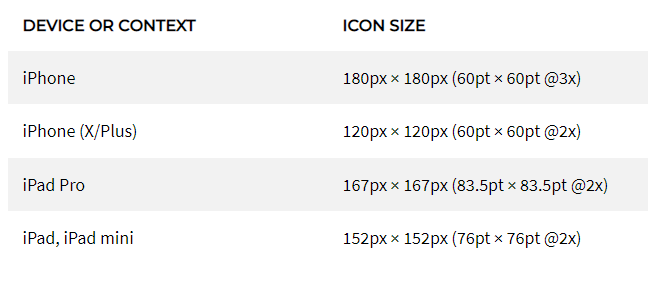 DEVICE OR CONTEXT ICON SIZE
iPhone 180px × 180px (60pt × 60pt @3x)
iPhone (X/Plus) 120px × 120px (60pt × 60pt @2x)
iPad Pro 167px × 167px (83.5pt × 83.5pt @2x)
iPad, iPad mini 152px × 152px (76pt × 76pt @2x)